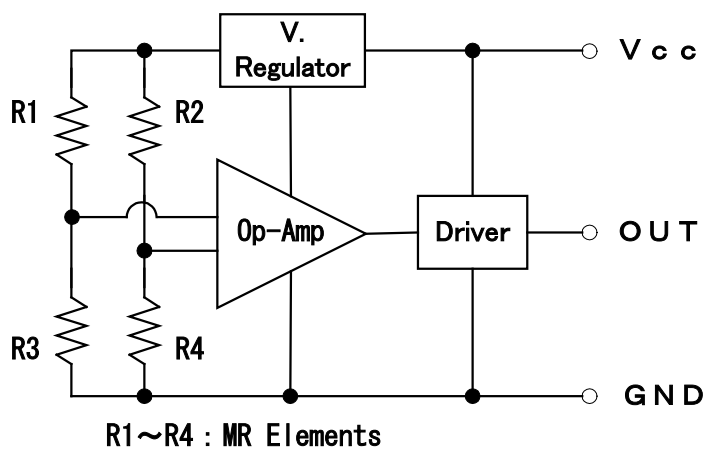 V.
Regulator
Vcc
R1
R2
Op-Amp
Driver
OUT
R3
R4
GND
R1～R4 : MR Elements